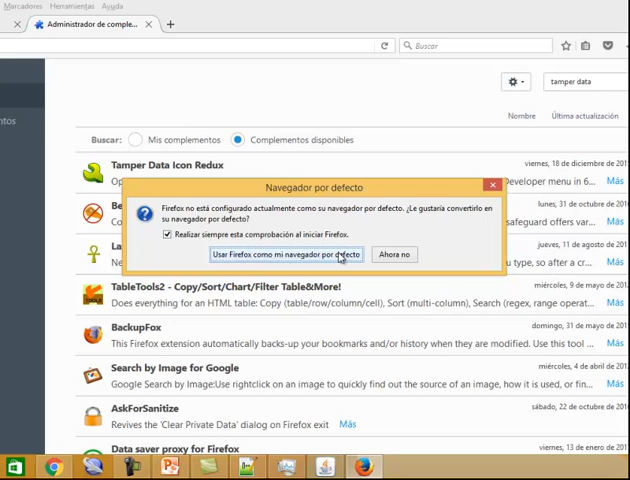 Marcadores Herramientas Ayuda
Administrador de comple...
Buscar
tamper data
Nombre Última actualización
Buscar: Mis complementos Complementos disponibles
Tamper Data Icon Redux viernes, 18 de diciembre de 201
Developer menu in 6... Más
Navegador por defecto
Firefox no está configurado actualmente como su navegador por defecto. ¿Le gustaría convertirlo en
su navegador por defecto?
Realizar siempre esta comprobación al iniciar Firefox.
Usar Firefox como mi navegador por defecto Ahora no
lunes, 31 de octubre de
safeguard offers var... Más
jueves, 11 de agosto de
u type, so after a cr... Más
TableTools2 - Copy/Sort/Chart/Filter Table&More! miércoles, 9 de mayo de
Does everything for an HTML table: Copy (table/row/column/cell), Sort (multi-column), Search (regex, range operat... Más
BackupFox domingo, 31 de mayo de
This Firefox extension automatically backs-up your bookmarks and/or history when they are modified. Use this tool ... Más
Search by Image for Google miércoles, 4 de abril de
Google Search by Image:Use rightclick on an image to quickly find out the source of an image, how it is used, or fin... Más
AskForSanitize sábado, 22 de octubre de
Revives the 'Clear Private Data' dialog on Firefox exit Más
Data saver proxy for Firefox viernes, 13 de enero de